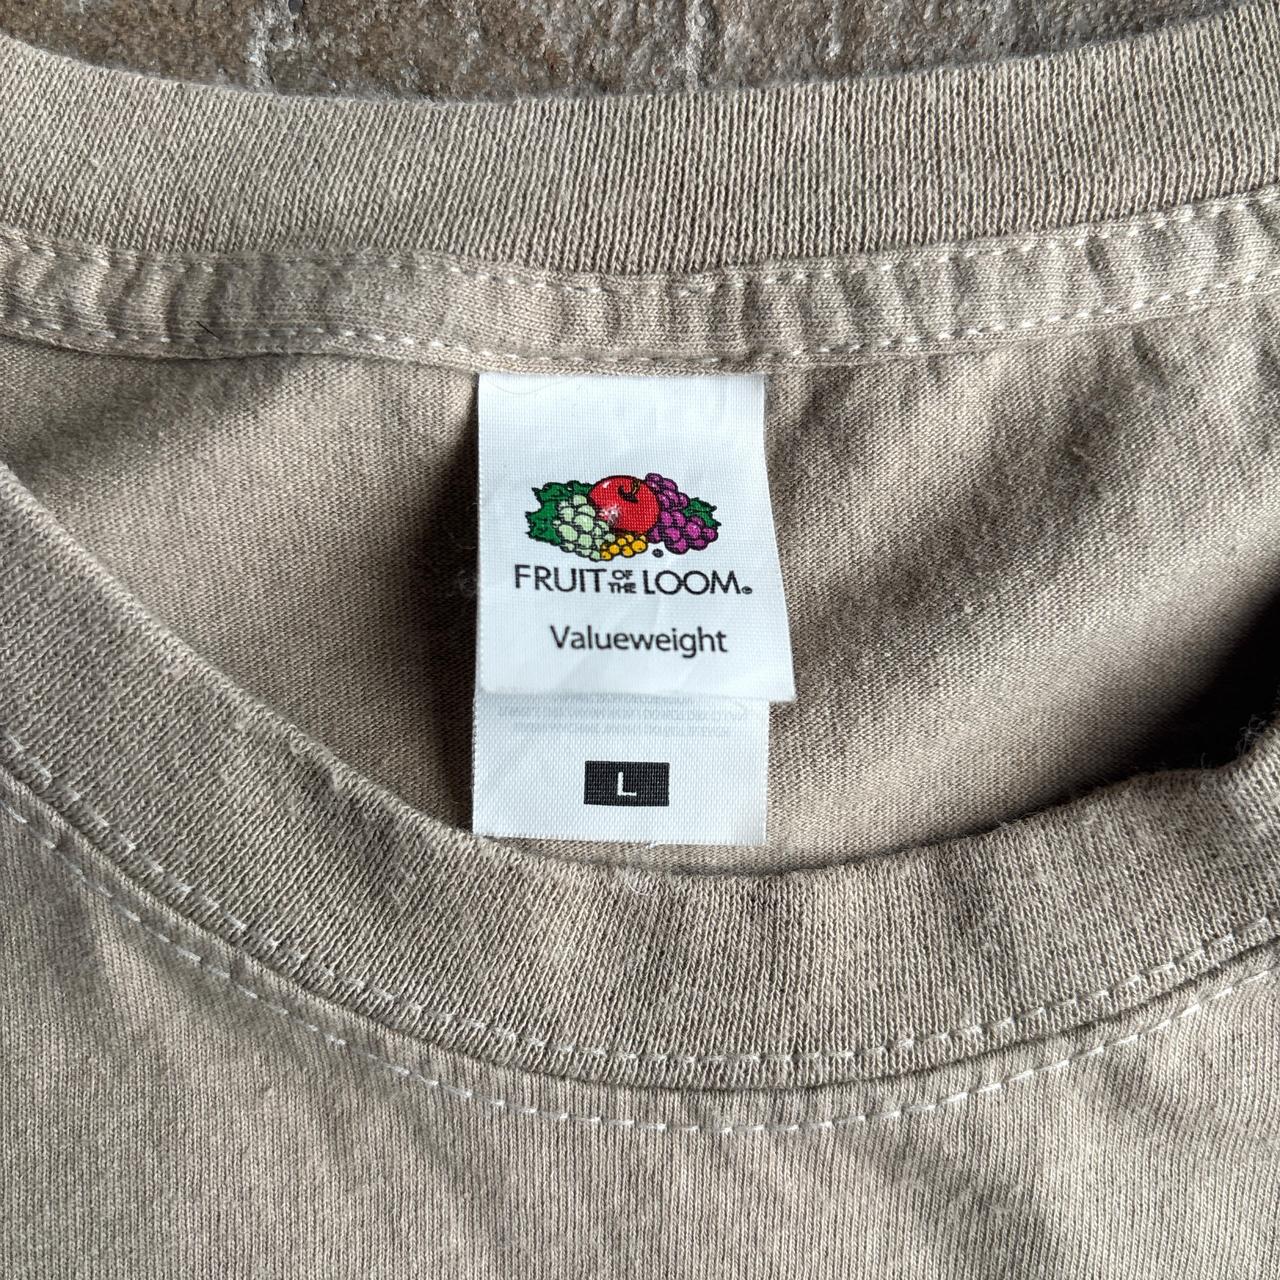 FRUIT OF THE LOOM®
Valueweight
L